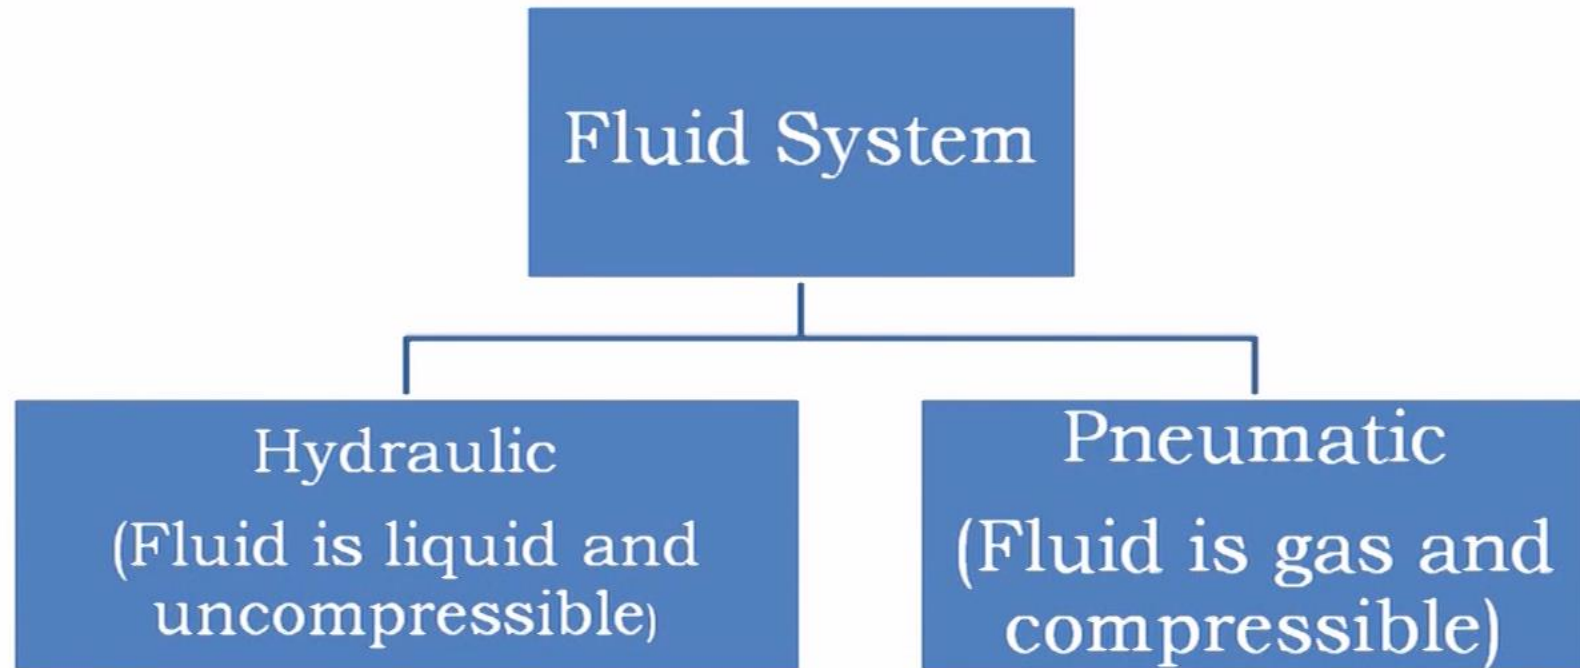 Fluid System
Hydraulic
(Fluid is liquid and
uncompressible)
Pneumatic
(Fluid is gas and
compressible)